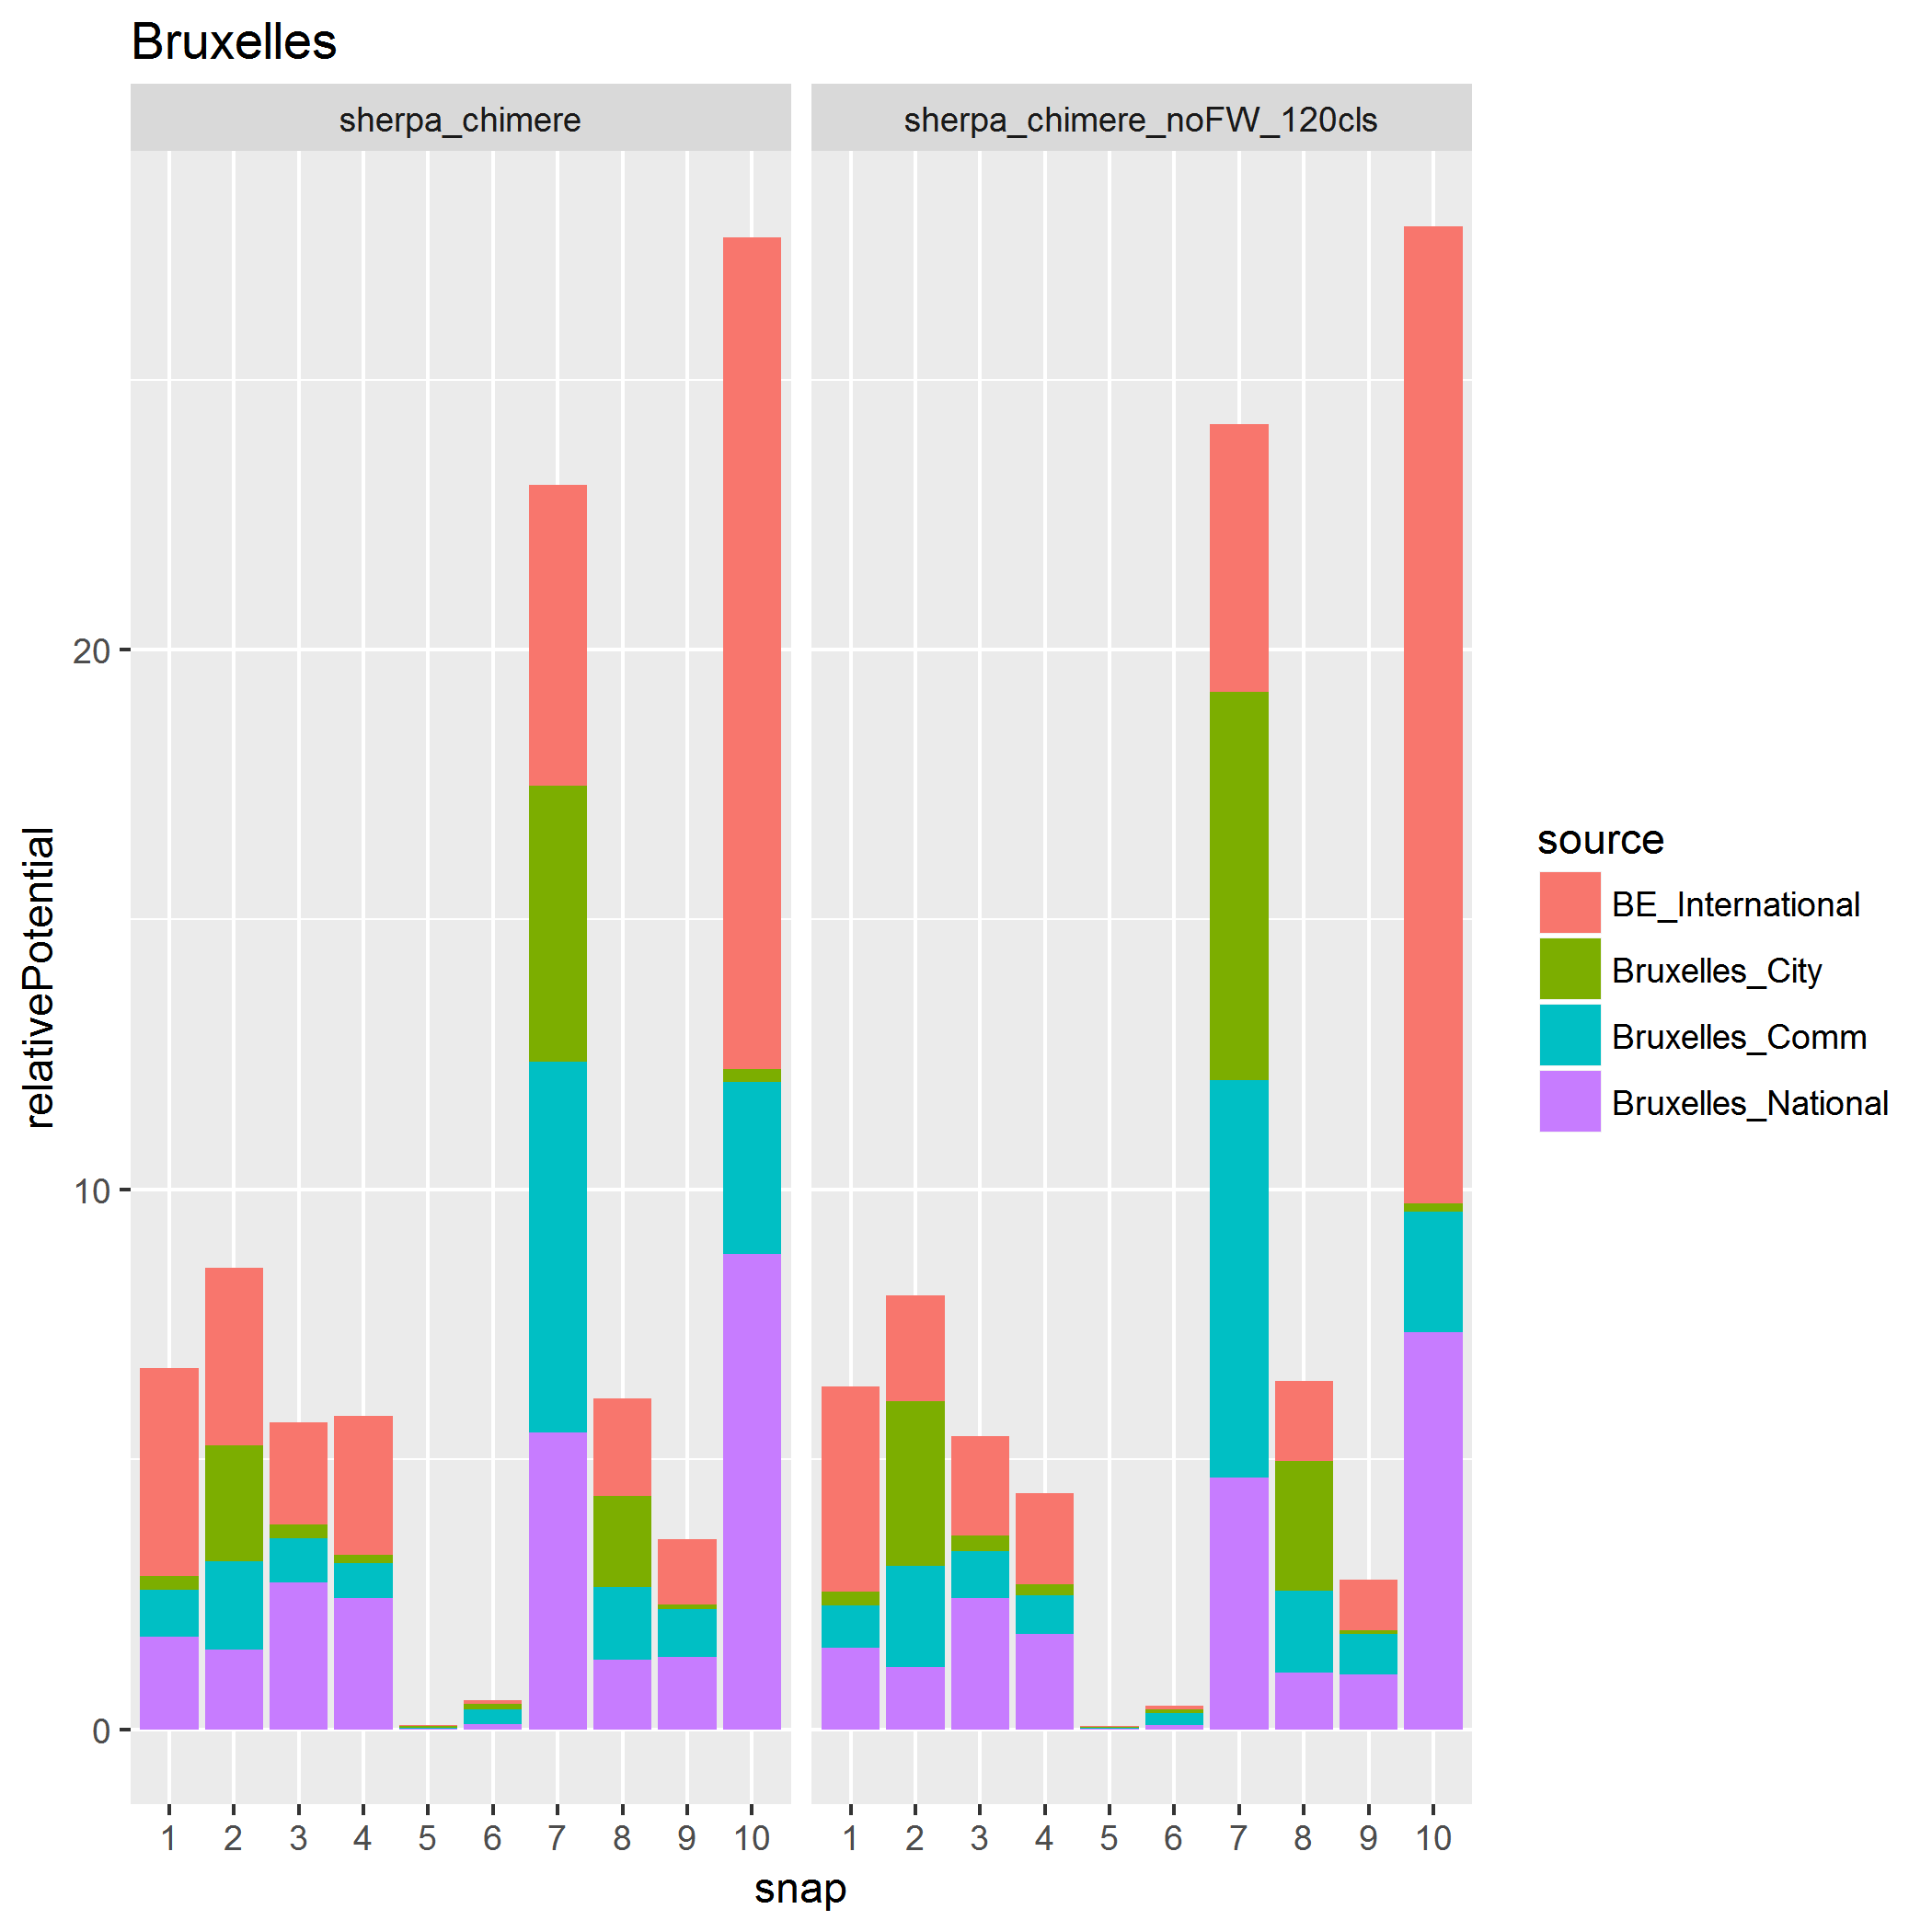 Bruxelles
sherpa_chimere
sherpa_chimere_noFW_120cls
relativePotential
20
10
0
1 2 3 4 5 6 7 8 9 10
1 2 3 4 5 6 7 8 9 10
snap
source
BE_International
Bruxelles_City
Bruxelles_Comm
Bruxelles_National